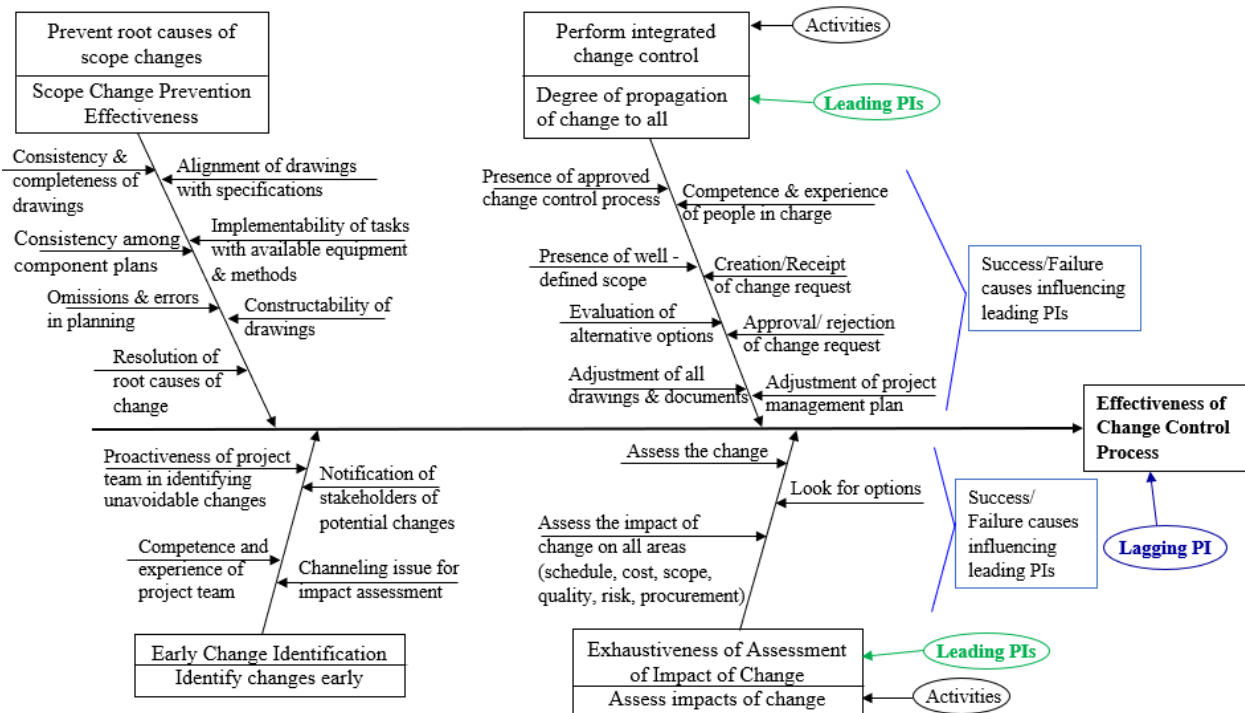 Prevent root causes of
scope changes
Scope Change Prevention
Effectiveness
Perform integrated
change control
Degree of propagation
of change to all
Activities
Leading PIs
Consistency &
completeness of
drawings
Alignment of drawings
with specifications
Consistency among
component plans
Implementability of tasks
with available equipment
& methods
Omissions & errors
in planning
Constructability of
drawings
Resolution of
root causes of
change
Presence of approved
change control process
Competence & experience
of people in charge
Presence of well -
defined scope
Creation/Receipt
of change request
Evaluation of
alternative options
Approval/ rejection
of change request
Adjustment of all
drawings & documents
Adjustment of project
management plan
Success/Failure
causes influencing
leading PIs
Effectiveness of
Change Control
Process
Lagging PI
Proactiveness of project
team in identifying
unavoidable changes
Notification of
stakeholders of
potential changes
Competence and
experience of
project team
Channeling issue for
impact assessment
Early Change Identification
Identify changes early
Assess the change
Look for options
Assess the impact of
change on all areas
(schedule, cost, scope,
quality, risk, procurement)
Success/
Failure causes
influencing
leading PIs
Exhaustiveness of Assessment
of Impact of Change
Assess impacts of change
Leading PIs
Activities